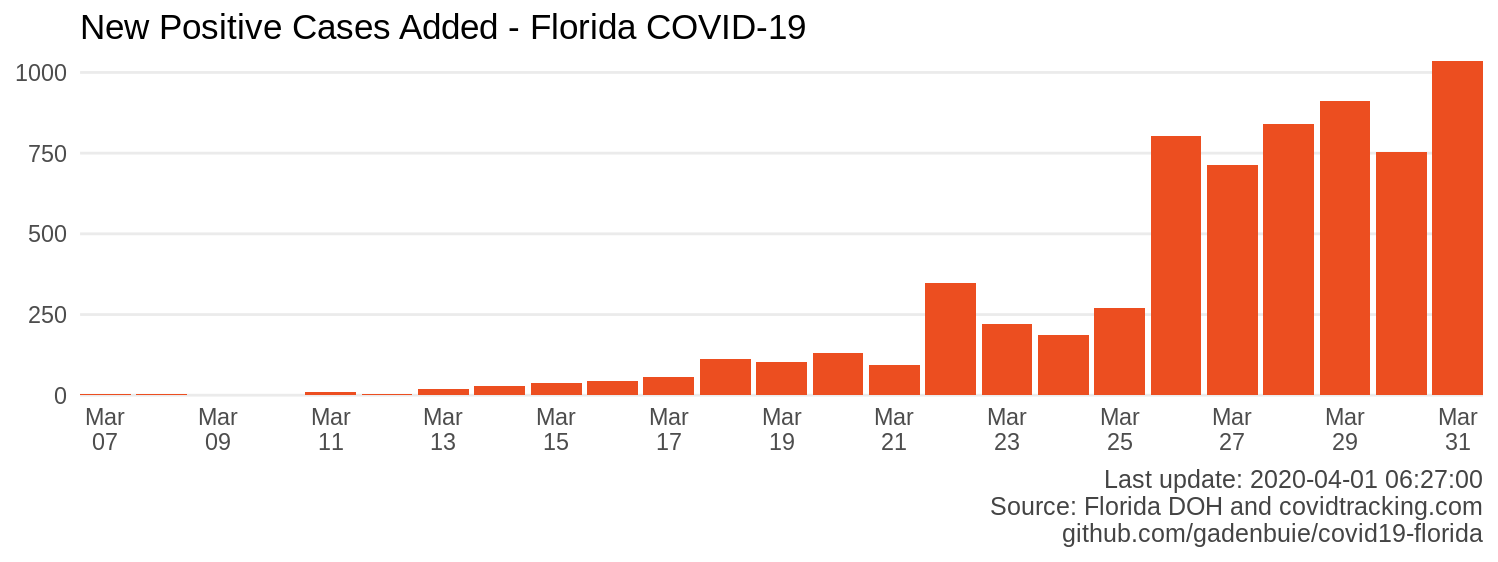 New Positive Cases Added - Florida COVID-19
1000
750
500
250
0
Mar Mar Mar Mar Mar Mar Mar Mar Mar Mar Mar Mar Mar
07 09 11 13 15 17 19 21 23 25 27 29 31
Last update: 2020-04-01 06:27:00
Source: Florida DOH and covidtracking.com
github.com/gadenbuie/covid19-florida